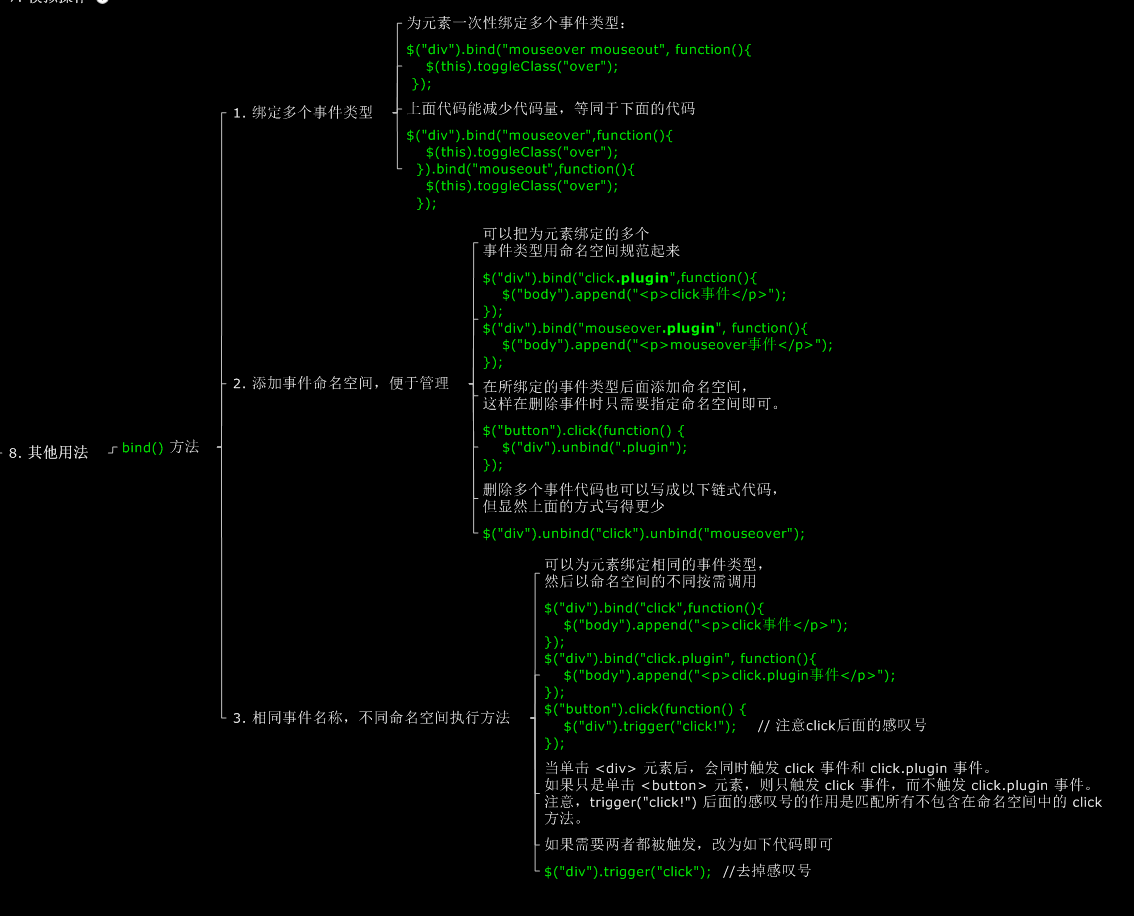 8. 其他用法
bind() 方法
1. 绑定多个事件类型
为元素一次性绑定多个事件类型：
$("div").bind("mouseover mouseout", function(){
$(this).toggleClass("over");
});
上面代码能减少代码量，等同于下面的代码
$("div").bind("mouseover",function(){
$(this).toggleClass("over");
}).bind("mouseout",function(){
$(this).toggleClass("over");
});
2. 添加事件命名空间，便于管理
可以把为元素绑定的多个
事件类型用命名空间规范起来
$("div").bind("click.plugin",function(){
$("body").append("<p>click事件</p>");
});
$("div").bind("mouseover.plugin", function(){
$("body").append("<p>mouseover事件</p>");
});
在所绑定的事件类型后面添加命名空间，
这样在删除事件时只需要指定命名空间即可。
$("button").click(function() {
$("div").unbind(".plugin");
});
删除多个事件代码也可以写成以下链式代码，
但显然上面的方式写得更少
$("div").unbind("click").unbind("mouseover");
3. 相同事件名称，不同命名空间执行方法
可以为元素绑定相同的事件类型，
然后以命名空间的不同按需调用
$("div").bind("click",function(){
$("body").append("<p>click事件</p>");
});
$("div").bind("click.plugin", function(){
$("body").append("<p>click.plugin事件</p>");
});
$("button").click(function() {
$("div").trigger("click!"); // 注意click后面的感叹号
});
当单击 <div> 元素后，会同时触发 click 事件和 click.plugin 事件。
如果只是单击 <button> 元素，则只触发 click 事件，而不触发 click.plugin 事件。
注意，trigger("click!") 后面的感叹号的作用是匹配所有不包含在命名空间中的 click
方法。
如果需要两者都被触发，改为如下代码即可
$("div").trigger("click"); //去掉感叹号